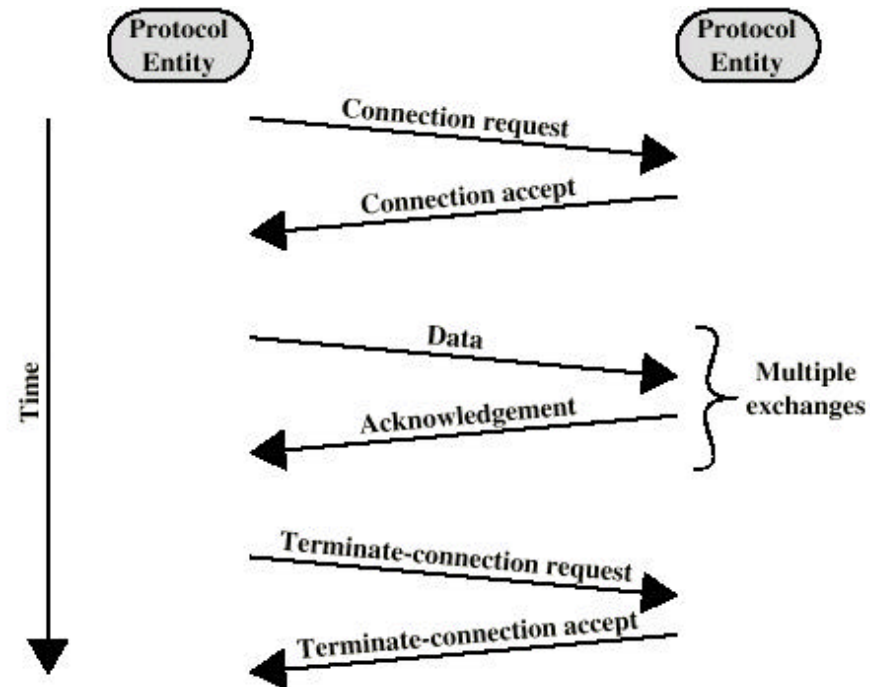 Protocol
Entity
Protocol
Entity
Connection request
Connection accept
Data
Acknowledgement
Multiple
exchanges
Time
Terminate-connection request
Terminate-connection accept